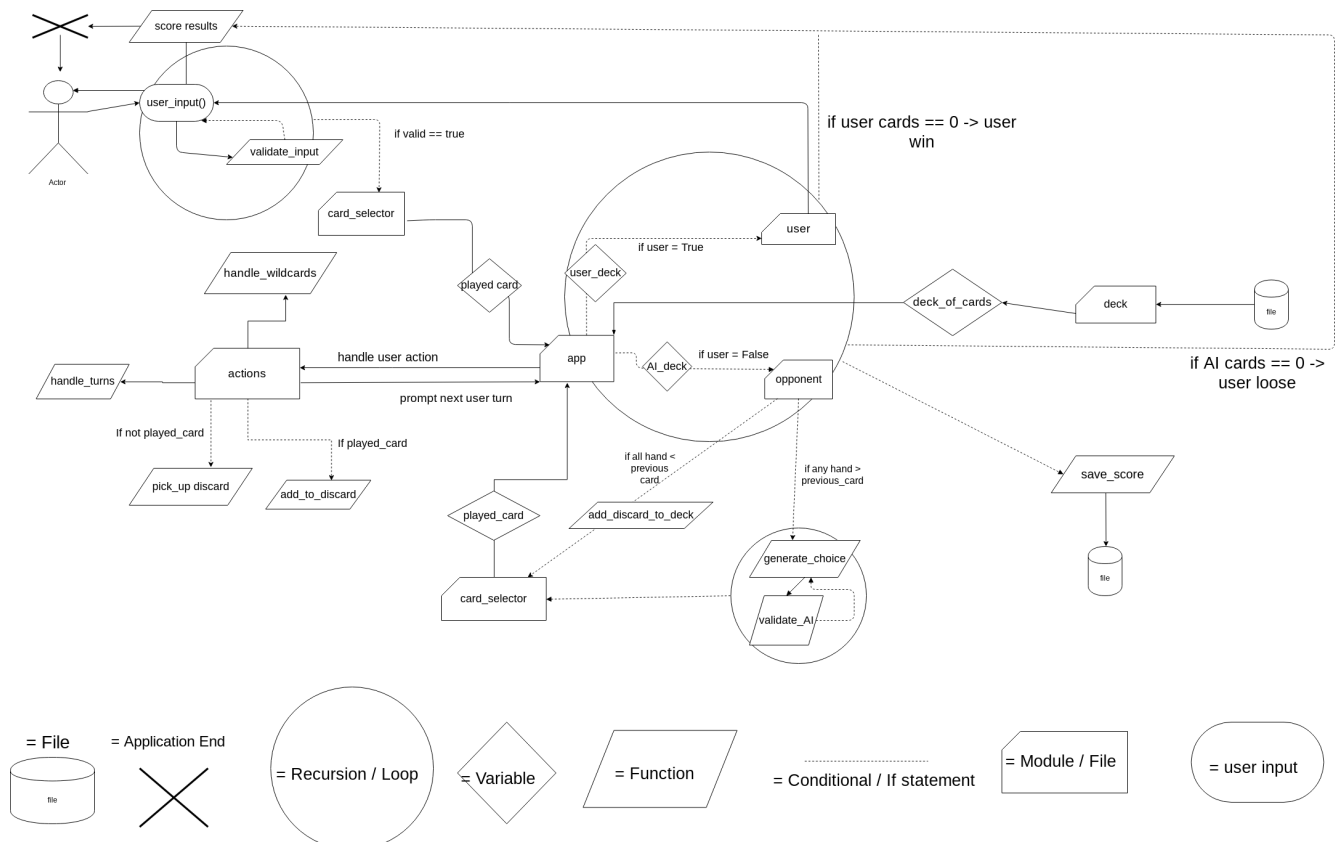 score results
user_input()
if valid == true
validate_input
if user cards == 0 -> user
win
Actor
card_selector
user
if user = True
user_deck
handle_wildcards
played card
deck_of_cards
deck
file
app
if user = False
handle user action
AI_deck
if AI cards == 0 ->
user loose
actions
opponent
handle_turns
prompt next user turn
If not played_card
If played_card
if all hand <
previous
card
if any hand >
previous_card
save_score
pick_up discard
add_to_discard
played_card
add_discard_to_deck
generate_choice
file
card_selector
validate_AI
= File
= Application End
file
= Recursion / Loop
= Variable
= Function
= Conditional / If statement
= Module / File
= user input